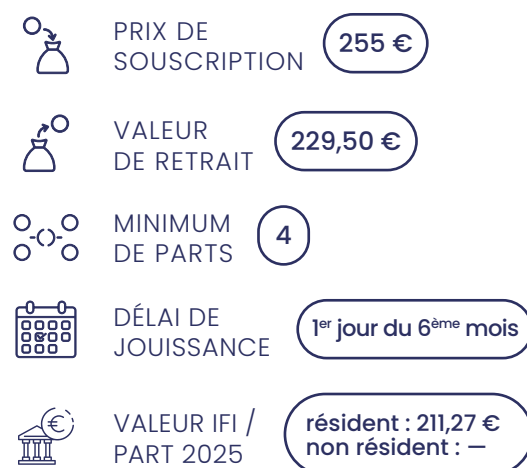 PRIX DE
SOUSCRIPTION
255 €
VALEUR
DE RETRAIT
229,50 €
MINIMUM
DE PARTS
4
DÉLAI DE
JOUISSANCE
1er jour du 6ème mois
VALEUR IFI /
PART 2025
résident : 211,27 €
non résident : —